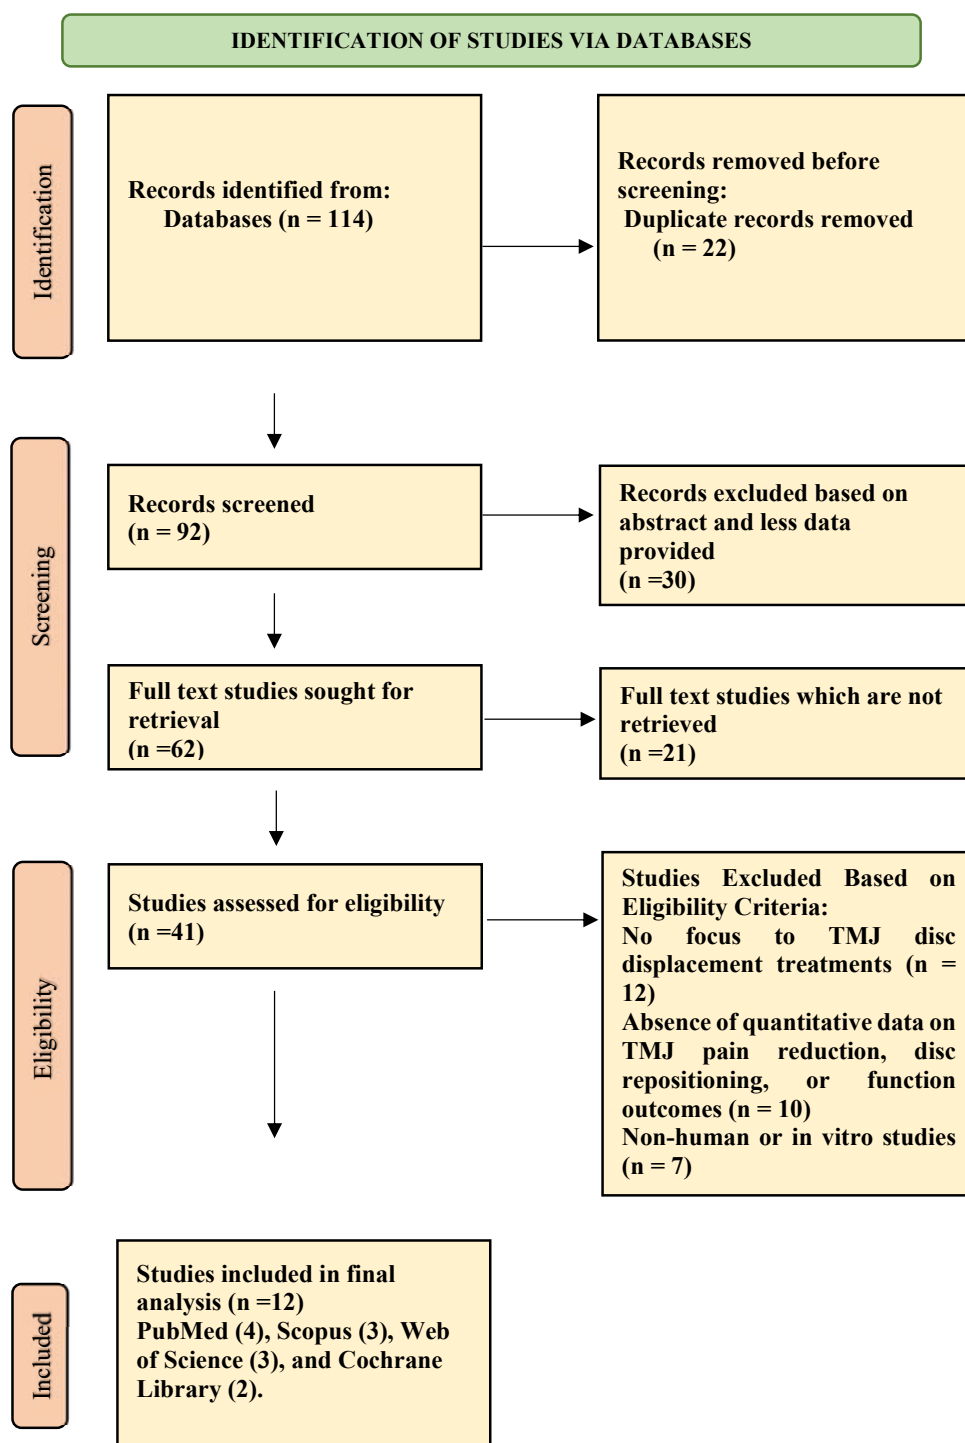 IDENTIFICATION OF STUDIES VIA DATABASES
Identification
Records identified from:
Databases (n = 114)
Records removed before
screening:
Duplicate records removed
(n = 22)
Screening
Records screened
(n = 92)
Records excluded based on
abstract and less data
provided
(n =30)
Full text studies sought for
retrieval
(n =62)
Full text studies which are not
retrieved
(n =21)
Eligibility
Studies assessed for eligibility
(n =41)
Studies Excluded Based on
Eligibility Criteria:
No focus to TMJ disc
displacement treatments (n =
12)
Absence of quantitative data on
TMJ pain reduction, disc
repositioning, or function
outcomes (n = 10)
Non-human or in vitro studies
(n = 7)
Included
Studies included in final
analysis (n =12)
PubMed (4), Scopus (3), Web
of Science (3), and Cochrane
Library (2).